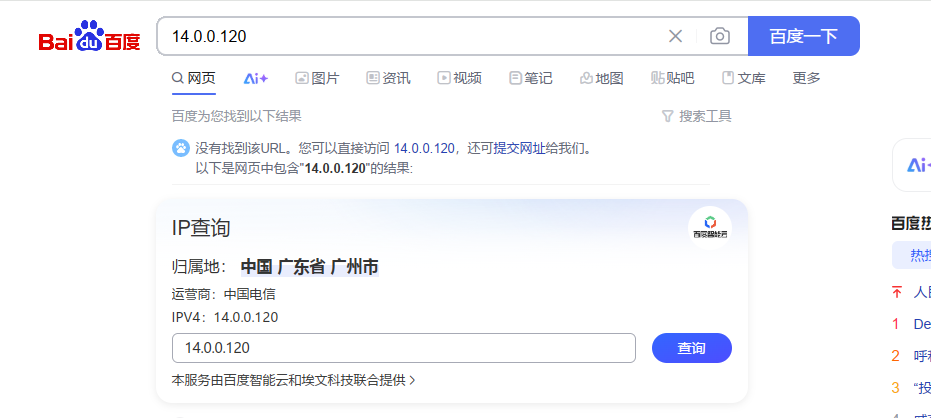 Bai du 百度 14.0.0.120 百度一下
网页 Ai+ 图片 资讯 视频 笔记 地图 贴吧 文库 更多
百度为您找到以下结果 搜索工具
没有找到该URL。您可以直接访问 14.0.0.120，还可提交网址给我们。
以下是网页中包含"14.0.0.120"的结果:
IP查询 百度智能云
归属地： 中国 广东省 广州市
运营商：中国电信
IPV4：14.0.0.120
14.0.0.120 查询
本服务由百度智能云和埃文科技联合提供 >
Ai
百度热
热搜
人民
1 De
2 呼和
3 “投